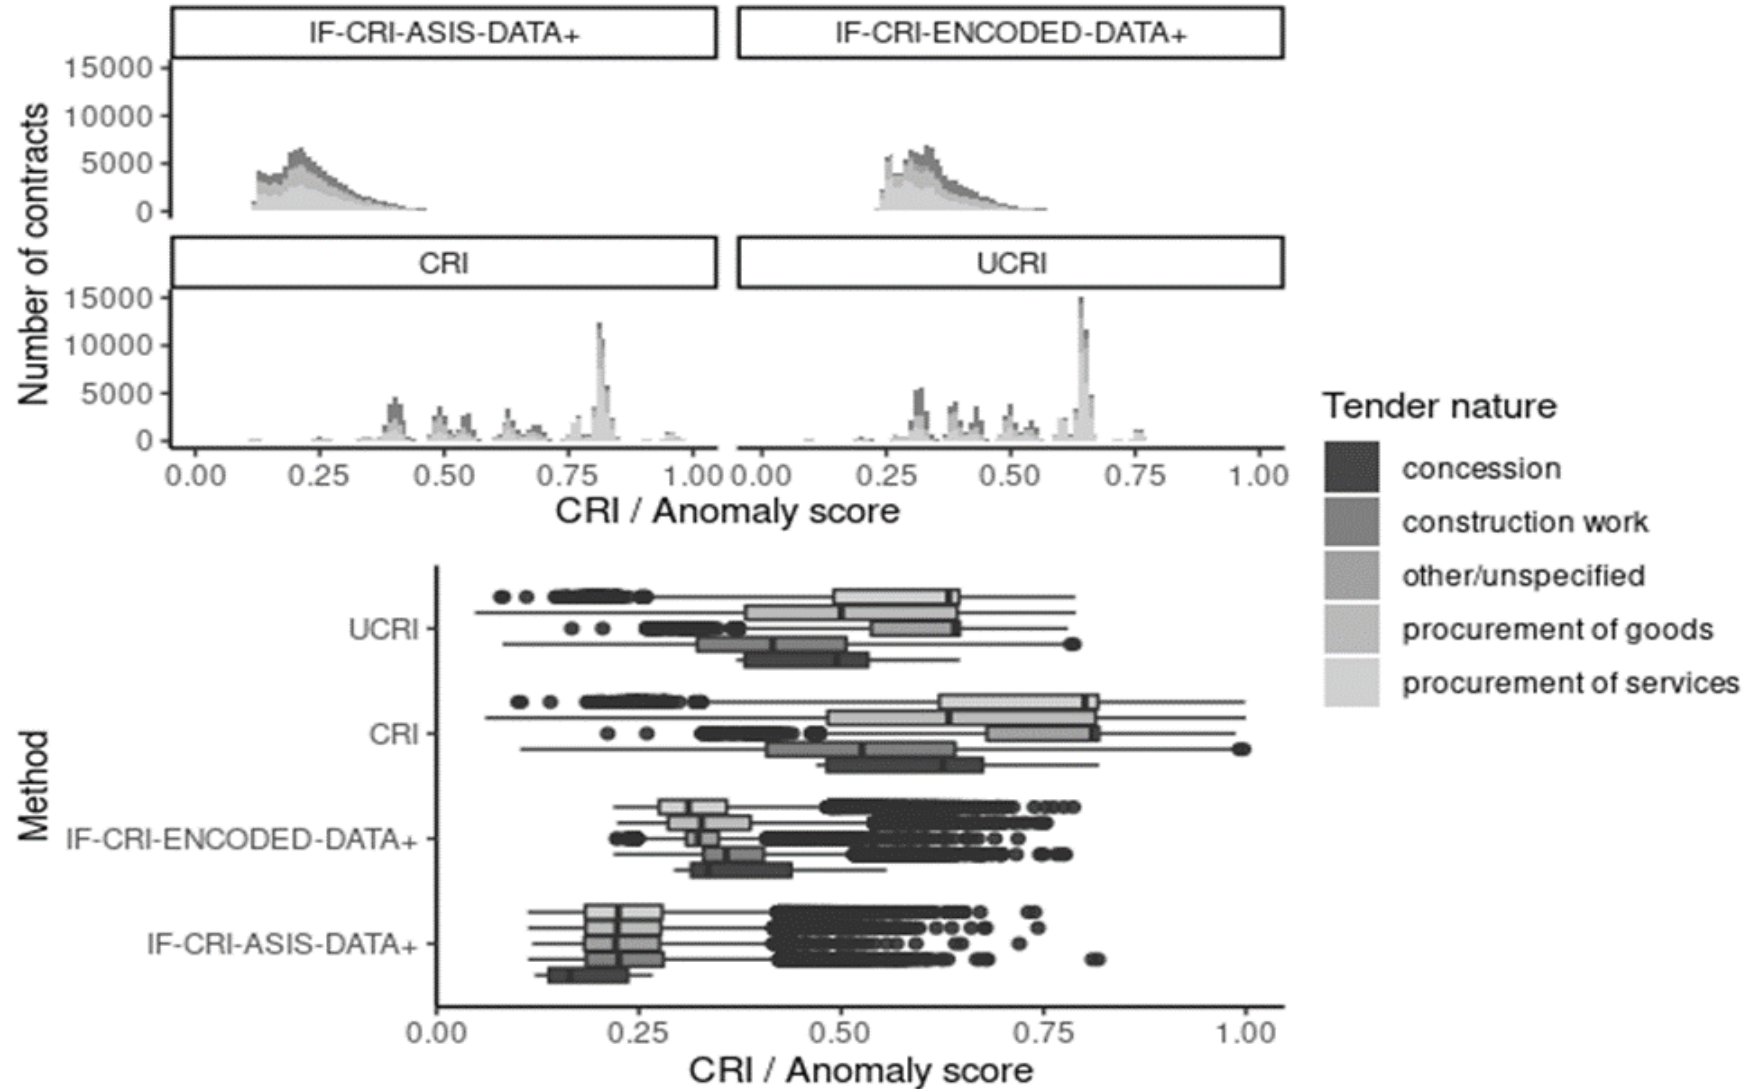 IF-CRI-ASIS-DATA+
IF-CRI-ENCODED-DATA+
15000
10000
5000
0
Number of contracts
CRI
UCRI
15000
10000
5000
0
0.00 0.25 0.50 0.75 1.00 0.00 0.25 0.50 0.75 1.00
CRI / Anomaly score
Tender nature
concession
construction work
other/unspecified
procurement of goods
procurement of services
Method
UCRI
CRI
IF-CRI-ENCODED-DATA+
IF-CRI-ASIS-DATA+
0.00 0.25 0.50 0.75 1.00
CRI / Anomaly score